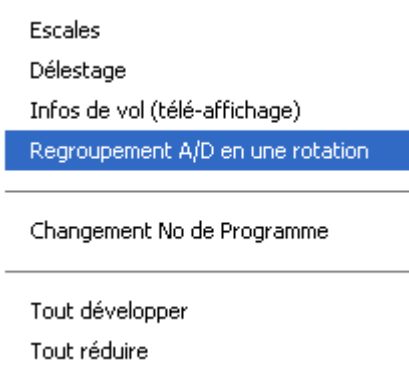 Escales
Délestage
Infos de vol (télé-affichage)
Regroupement A/D en une rotation
Changement No de Programme
Tout développer
Tout réduire